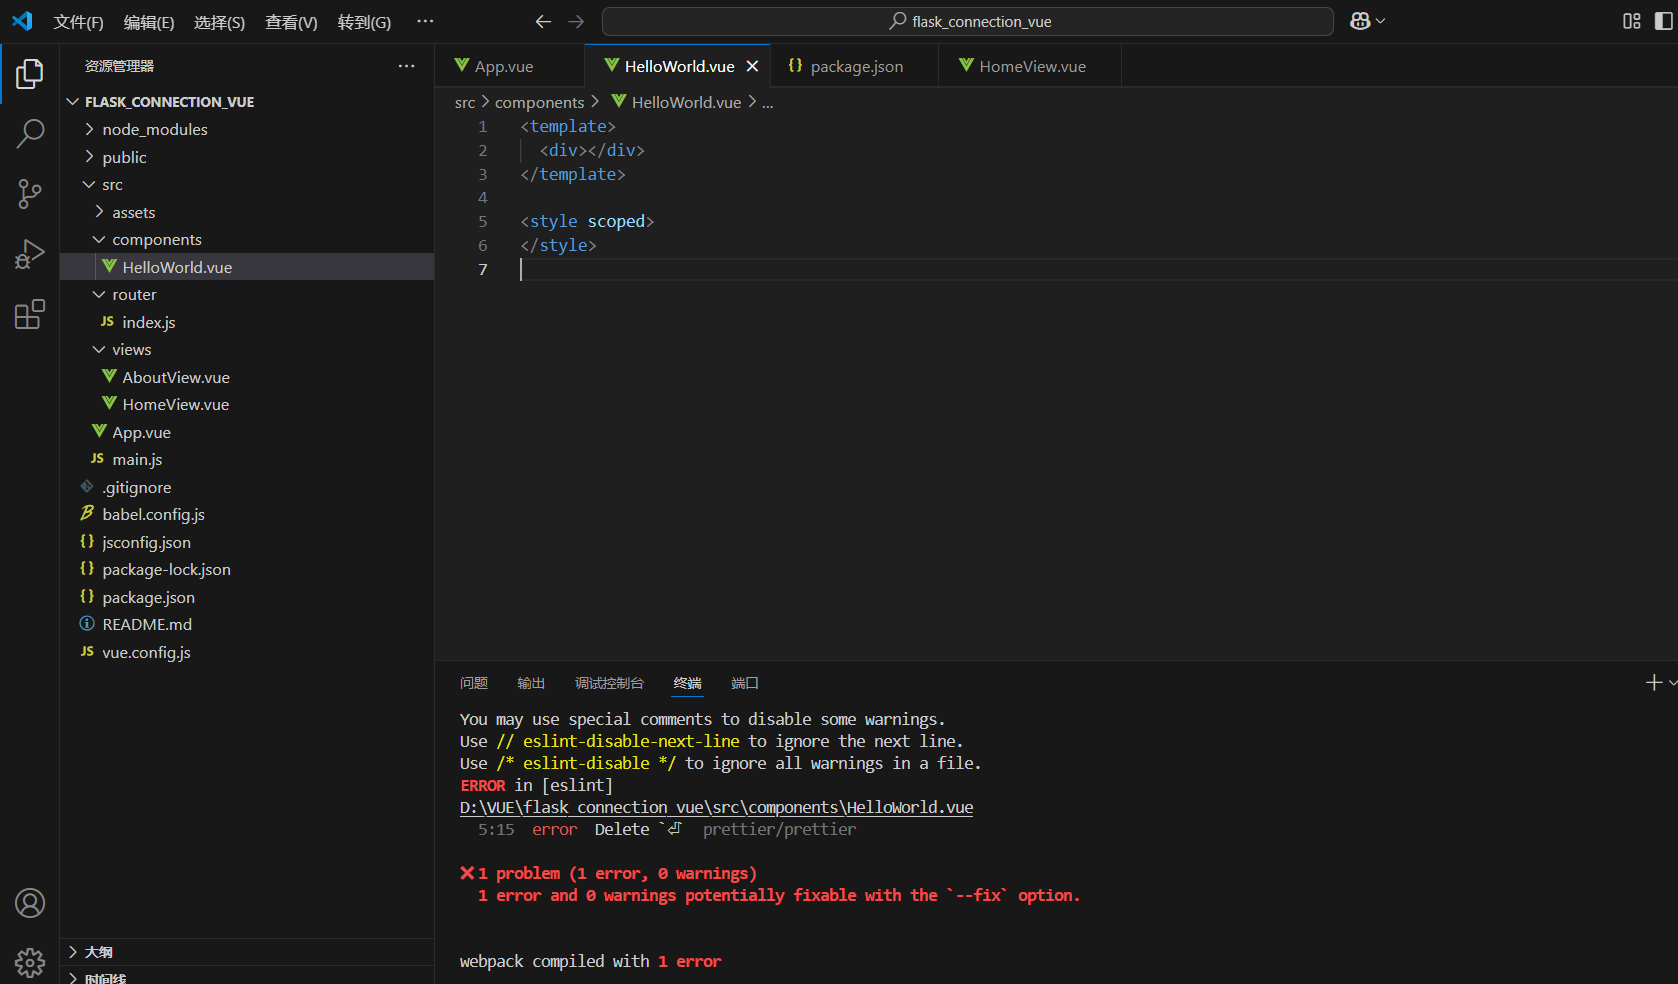 文件(F) 编辑(E) 选择(S) 查看(V) 转到(G) ··· flask_connection_vue
资源管理器 ···
FLASK_CONNECTION_VUE
node_modules
public
src
assets
components
HelloWorld.vue
router
JS index.js
views
AboutView.vue
HomeView.vue
App.vue
JS main.js
.gitignore
babel.config.js
{} jsconfig.json
{} package-lock.json
{} package.json
README.md
JS vue.config.js
大纲
时间线
App.vue HelloWorld.vue {} package.json HomeView.vue
src > components > HelloWorld.vue > ...
1 <template>
2 <div></div>
3 </template>
4
5 <style scoped>
6 </style>
7
问题 输出 调试控制台 终端 端口
You may use special comments to disable some warnings.
Use // eslint-disable-next-line to ignore the next line.
Use /* eslint-disable */ to ignore all warnings in a file.
ERROR in [eslint]
D:\VUE\flask_connection_vue\src\components\HelloWorld.vue
5:15 error Delete `⏎ prettier/prettier
❌1 problem (1 error, 0 warnings)
1 error and 0 warnings potentially fixable with the `--fix` option.
webpack compiled with 1 error